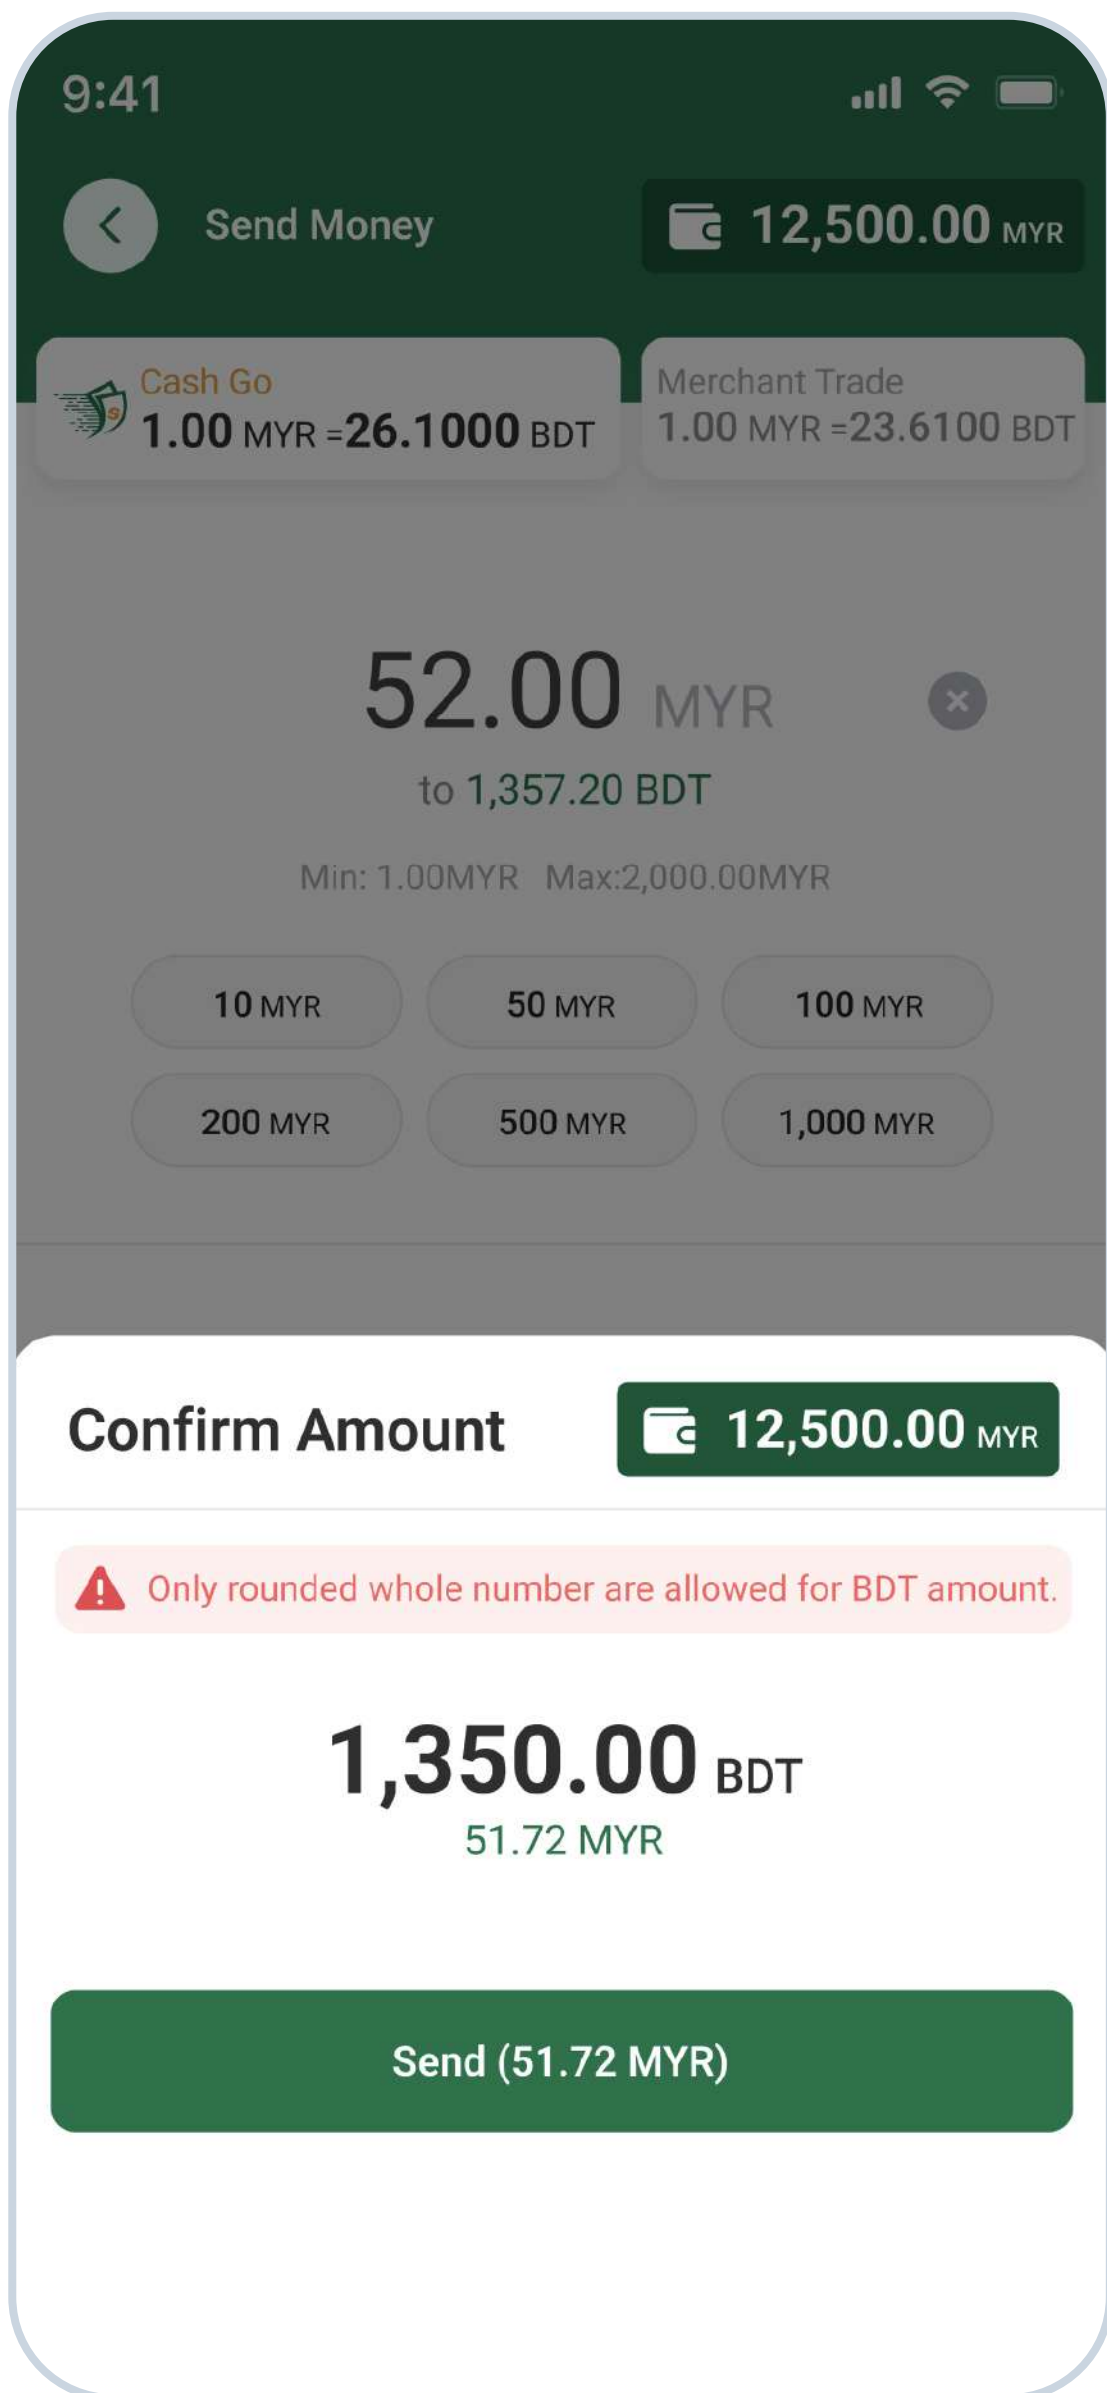 9:41
Send Money
12,500.00 MYR
Cash Go
1.00 MYR =26.1000 BDT
Merchant Trade
1.00 MYR =23.6100 BDT
52.00 MYR
to 1,357.20 BDT
Min: 1.00MYR Max:2,000.00MYR
10 MYR
50 MYR
100 MYR
200 MYR
500 MYR
1,000 MYR
Confirm Amount
12,500.00 MYR
Only rounded whole number are allowed for BDT amount.
1,350.00 BDT
51.72 MYR
Send (51.72 MYR)